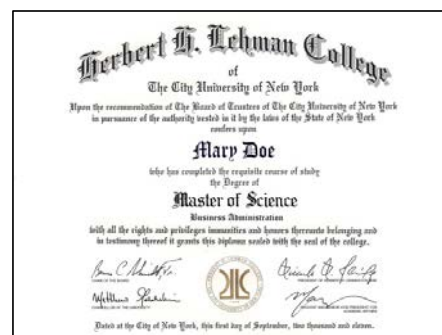 Herbert H. Lehman College
of
The City University of New York
Upon the recommendation of The Board of Trustees of The City University of New York
in pursuance of the authority vested in it by the laws of the State of New York
confers upon
Mary Doe
who has completed the requisite course of study
the Degree of
Master of Science
Business Administration
with all the rights and privileges immunities and honors thereunto belonging and
in testimony thereof it grants this diploma sealed with the seal of the college.
Dated at the City of New York, this first day of September, two thousand and eleven.